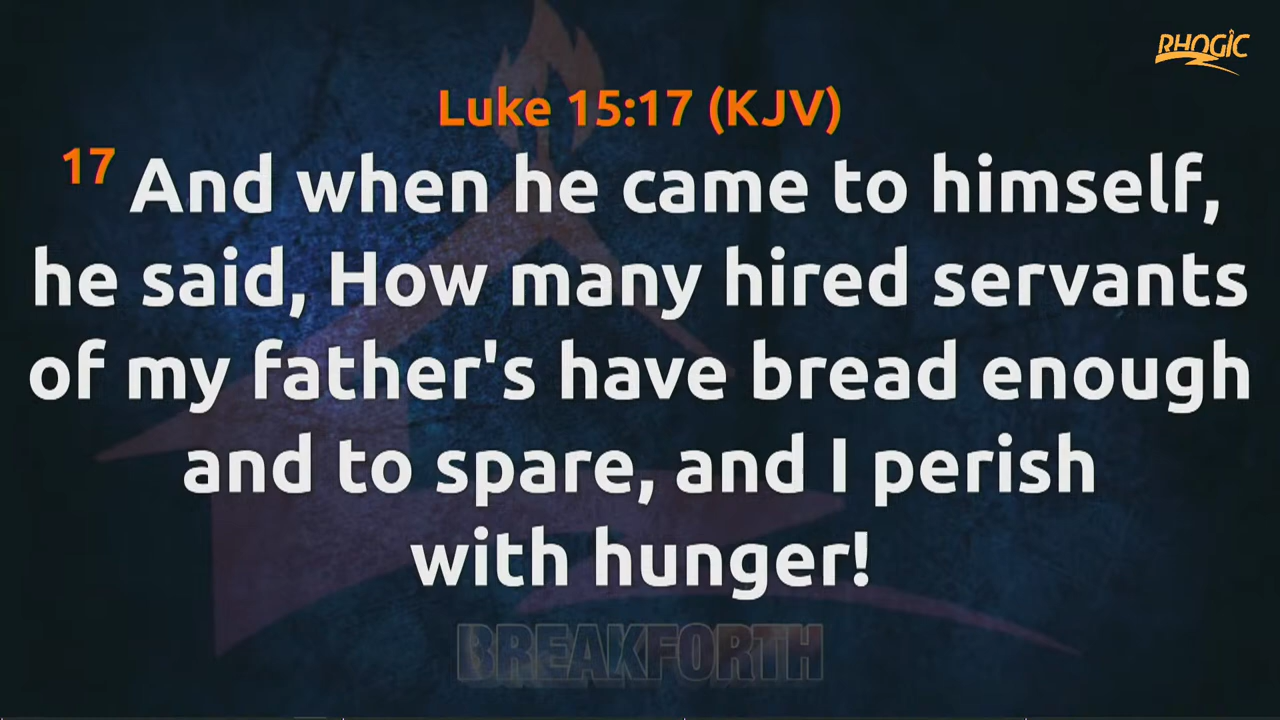 RHOGIC
Luke 15:17 (KJV)
17 And when he came to himself,
he said, How many hired servants
of my father's have bread enough
and to spare, and I perish
with hunger!
BREAKFORTH